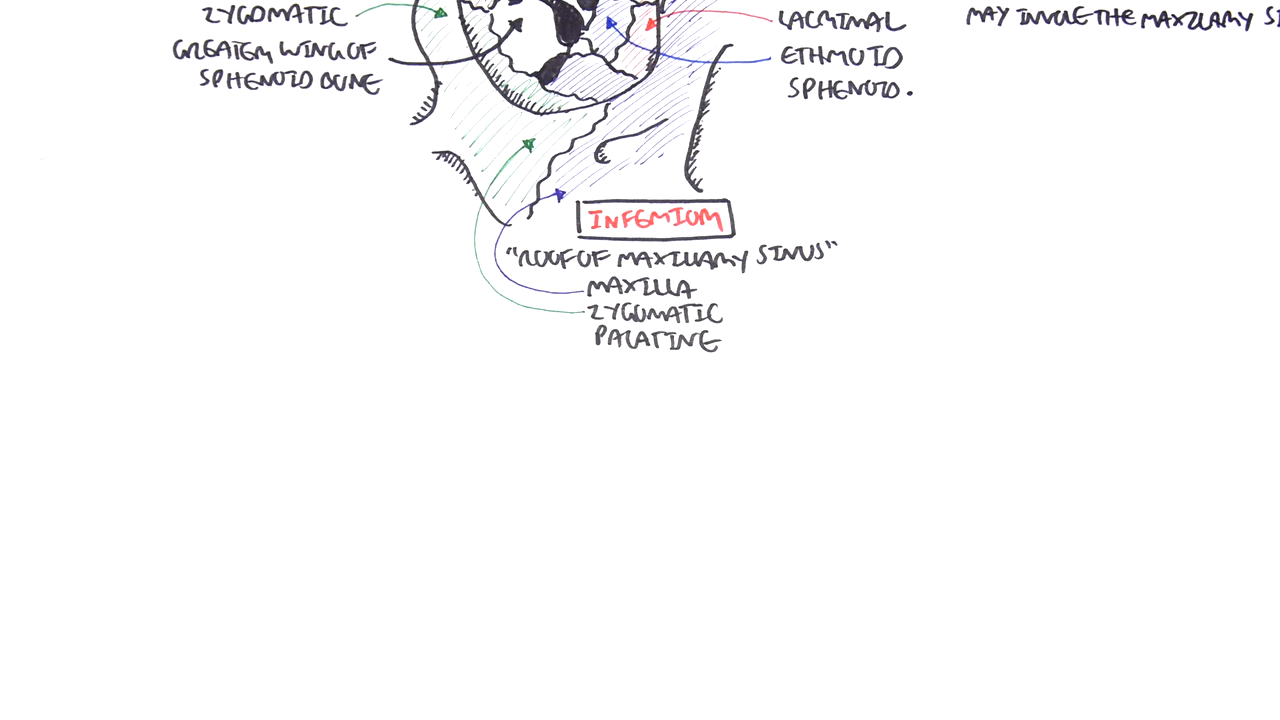 ZYGOMATIC
GREATER WING OF
SPHENOID BONE
LACRIMAL
ETHMOID
SPHENOID.
MAY INVOLVE THE MAXILLARY SI
INFERIOR
"ROOF OF MAXILLARY SINUS"
MAXILLA
ZYGOMATIC
PALATINE